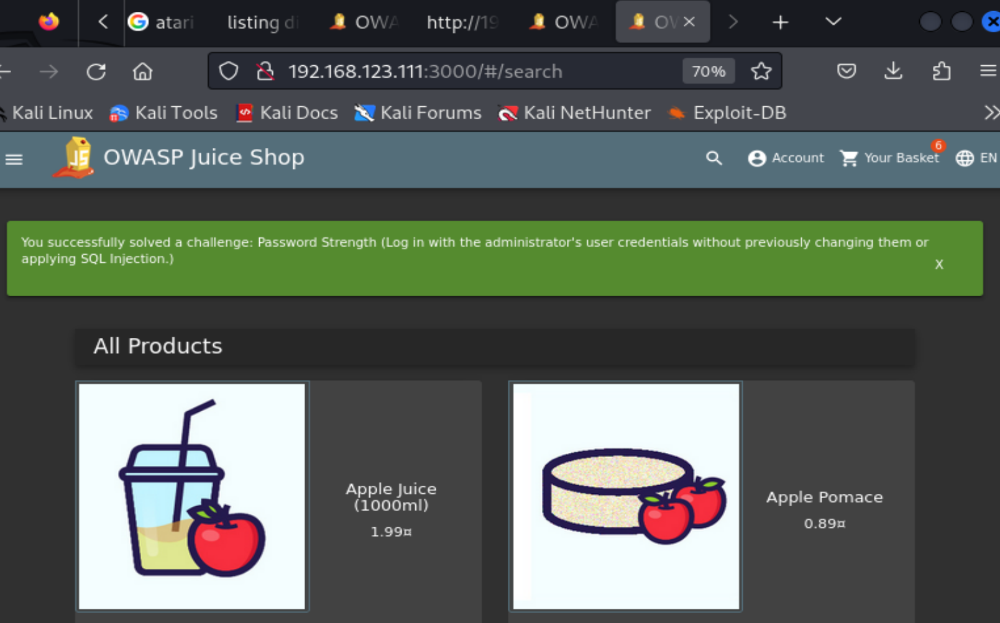 atari
listing di
OWA
http://19
OWA
OW
192.168.123.111:3000/#/search
70%
Kali Linux
Kali Tools
Kali Docs
Kali Forums
Kali NetHunter
Exploit-DB
JS
OWASP Juice Shop
Account
Your Basket
6
EN
You successfully solved a challenge: Password Strength (Log in with the administrator's user credentials without previously changing them or
applying SQL Injection.)
X
All Products
Apple Juice
(1000ml)
1.99¤
Apple Pomace
0.89¤